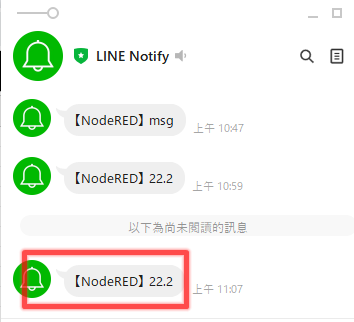 LINE Notify
【NodeRED】msg
上午 10:47
【NodeRED】22.2
上午 10:59
以下為尚未閱讀的訊息
【NodeRED】22.2
上午 11:07